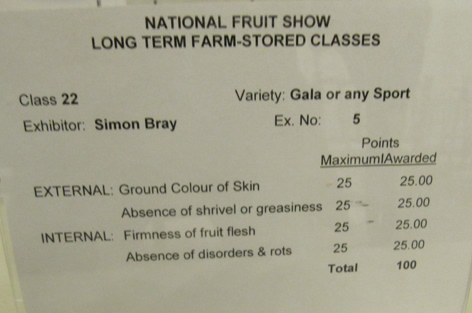 NATIONAL FRUIT SHOW
LONG TERM FARM-STORED CLASSES
Class 22 Variety: Gala or any Sport
Exhibitor: Simon Bray Ex. No: 5
Points
Maximum|Awarded
EXTERNAL: Ground Colour of Skin 25 25.00
Absence of shrivel or greasiness 25 25.00
INTERNAL: Firmness of fruit flesh 25 25.00
Absence of disorders & rots 25 25.00
Total 100